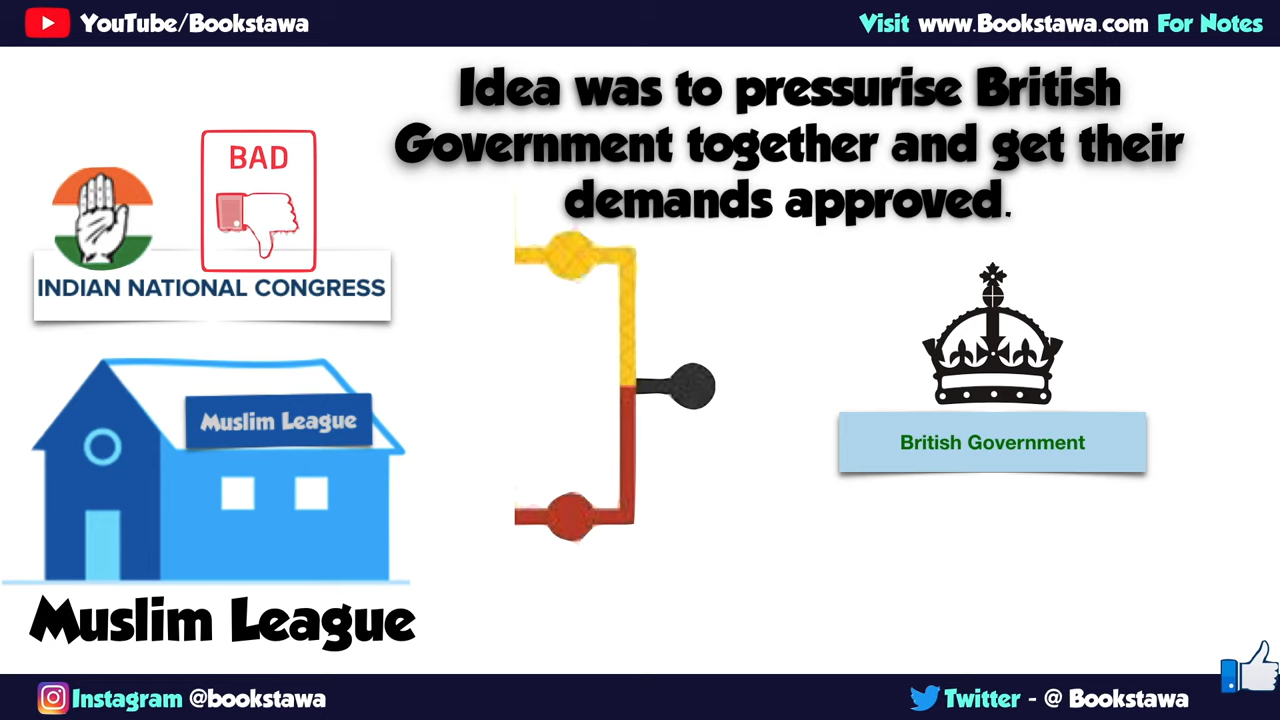 YouTube/Bookstawa
Visit www.Bookstawa.com For Notes
Idea was to pressurise British
Government together and get their
demands approved.
BAD
INDIAN NATIONAL CONGRESS
Muslim League
British Government
Muslim League
Instagram @bookstawa
Twitter - @ Bookstawa